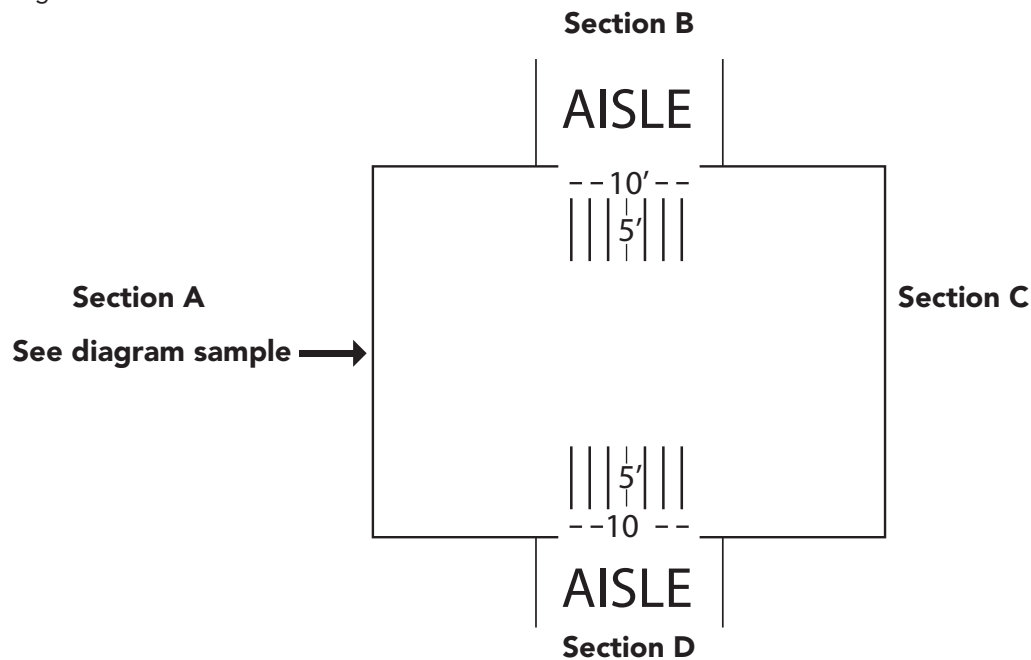 Section B
AISLE
--10'--
5'
Section A
Section C
See diagram sample
5'
--10 --
AISLE
Section D